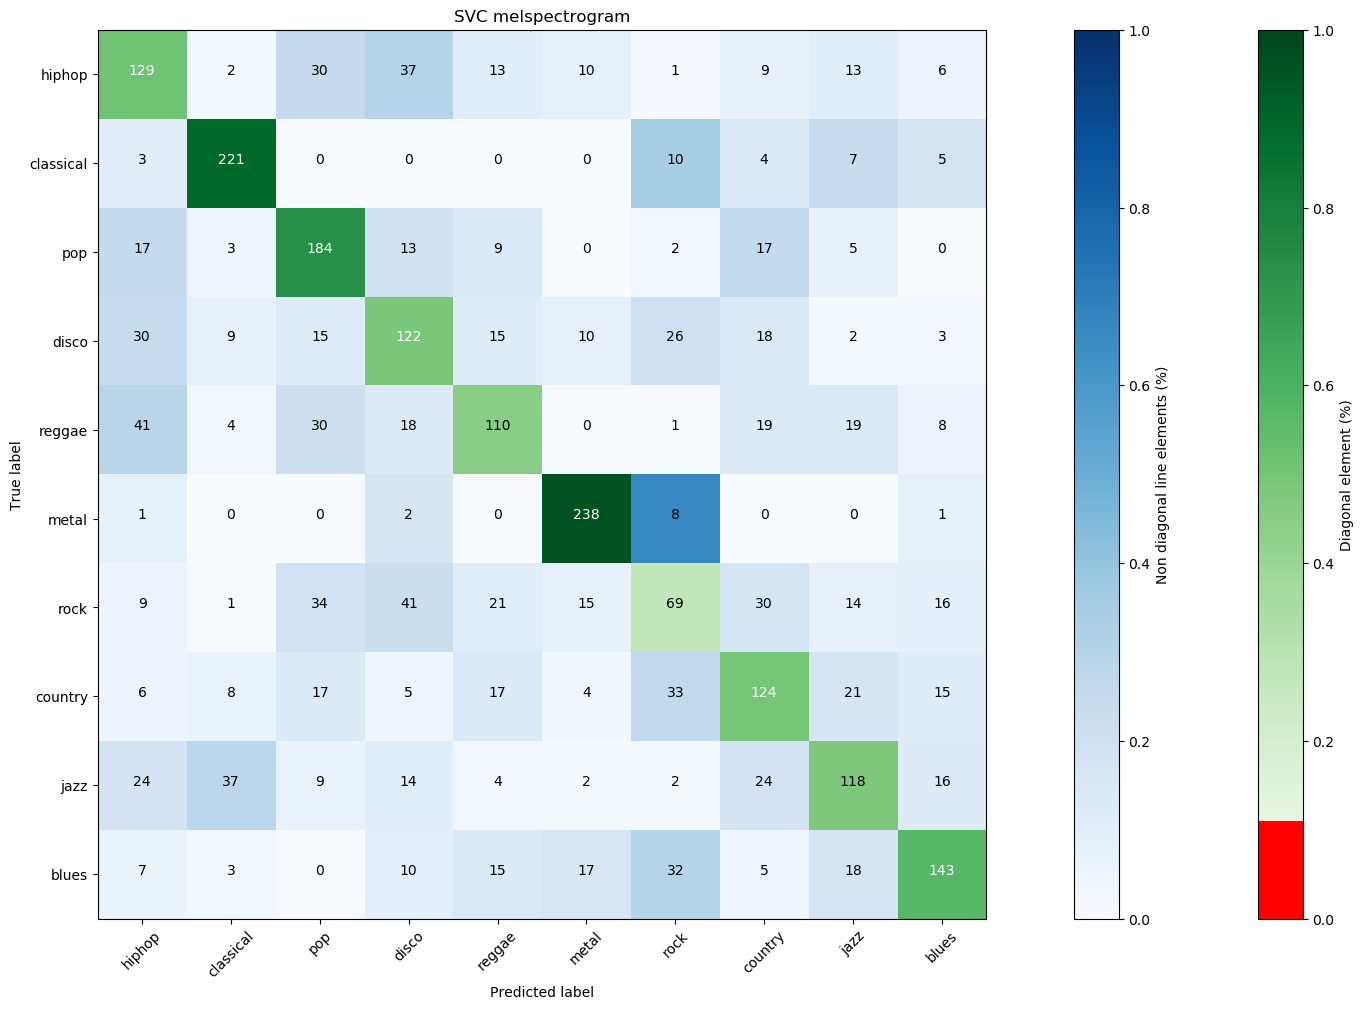 SVC melspectrogram
hiphop 129 2 30 37 13 10 1 9 13 6
classical 3 221 0 0 0 0 10 4 7 5
pop 17 3 184 13 9 0 2 17 5 0
disco 30 9 15 122 15 10 26 18 2 3
reggae 41 4 30 18 110 0 1 19 19 8
metal 1 0 0 2 0 238 8 0 0 1
rock 9 1 34 41 21 15 69 30 14 16
country 6 8 17 5 17 4 33 124 21 15
jazz 24 37 9 14 4 2 2 24 118 16
blues 7 3 0 10 15 17 32 5 18 143
hiphop classical pop disco reggae metal rock country jazz blues
Predicted label
True label
1.0
0.8
0.6
0.4
0.2
0.0
Non diagonal line elements (%)
1.0
0.8
0.6
0.4
0.2
0.0
Diagonal element (%)